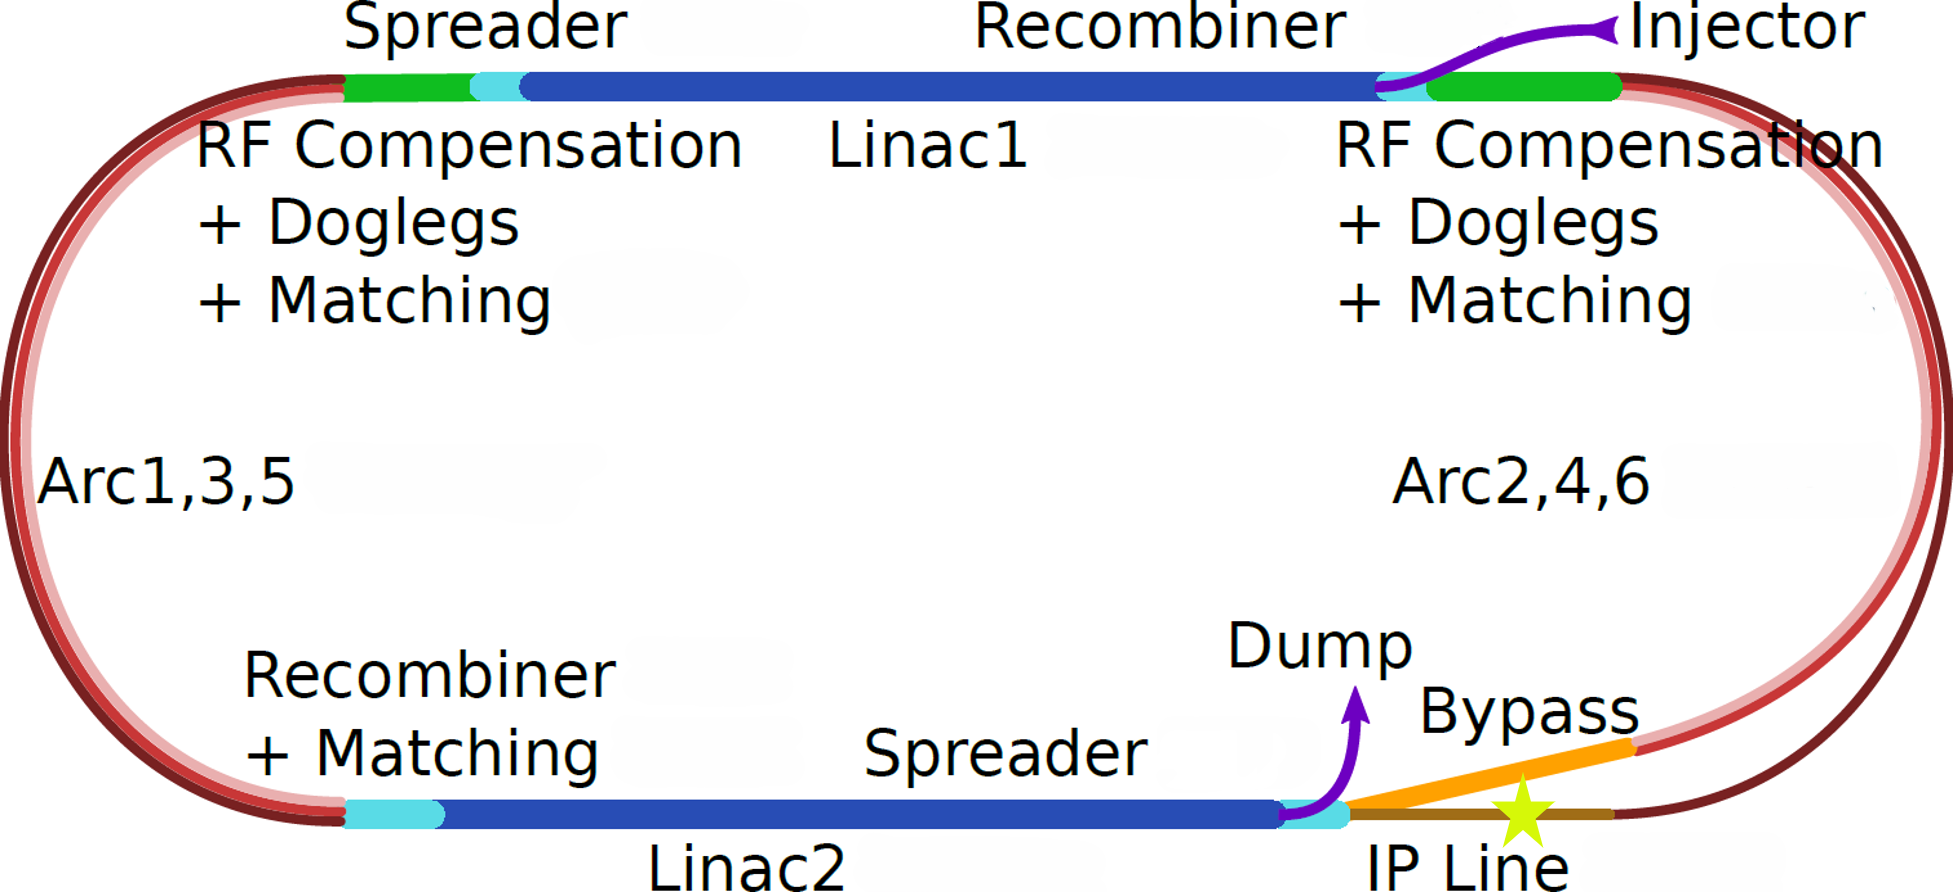 Spreader
Recombiner
Injector
RF Compensation
+ Doglegs
+ Matching
Linac1
RF Compensation
+ Doglegs
+ Matching
Arc1,3,5
Arc2,4,6
Recombiner
+ Matching
Spreader
Dump
Bypass
Linac2
IP Line